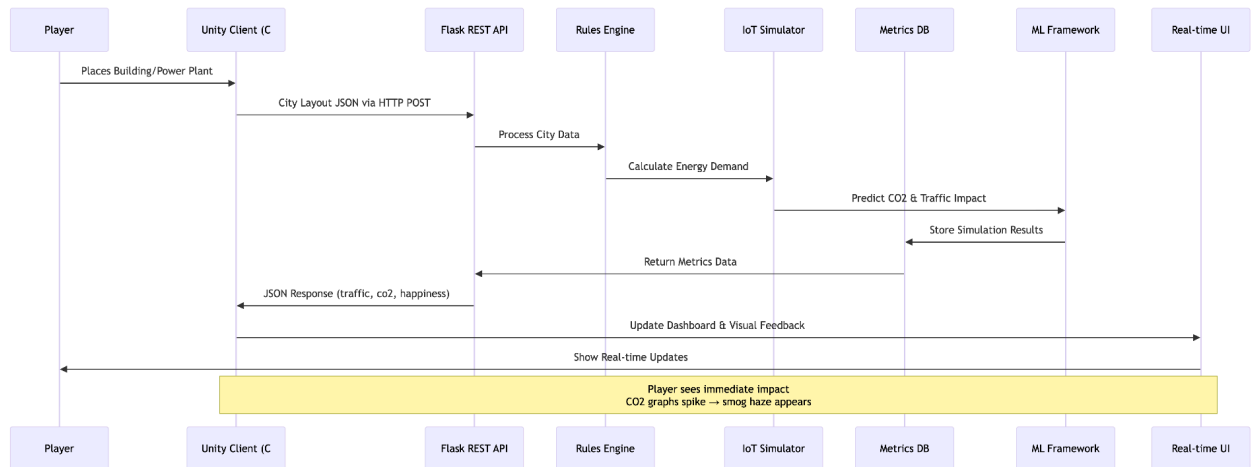 Player
Unity Client (C
Flask REST API
Rules Engine
IoT Simulator
Metrics DB
ML Framework
Real-time UI
Places Building/Power Plant
City Layout JSON via HTTP POST
Process City Data
Calculate Energy Demand
Predict CO2 & Traffic Impact
Store Simulation Results
Return Metrics Data
JSON Response (traffic, co2, happiness)
Update Dashboard & Visual Feedback
Show Real-time Updates
Player sees immediate impact
CO2 graphs spike → smog haze appears
Player
Unity Client (C
Flask REST API
Rules Engine
IoT Simulator
Metrics DB
ML Framework
Real-time UI